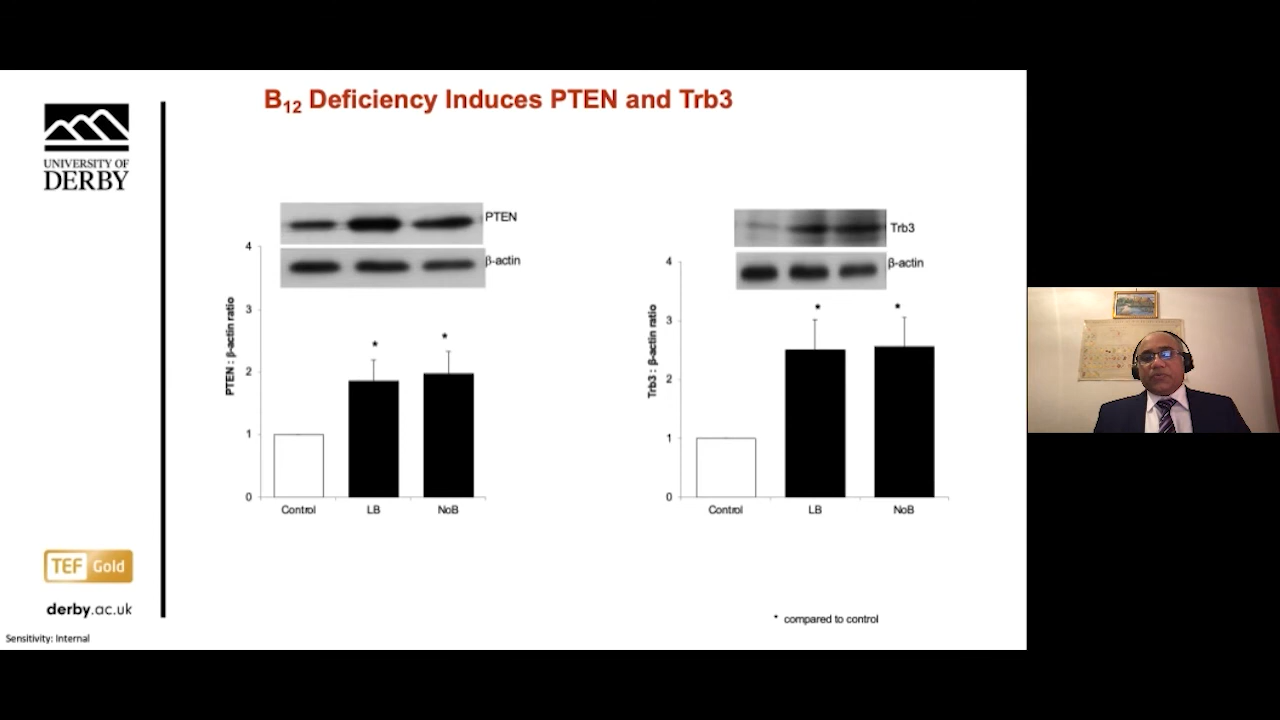 B12 Deficiency Induces PTEN and Trb3
UNIVERSITY OF
DERBY
PTEN
β-actin
4
3
2
1
0
PTEN : β-actin ratio
*
*
Control LB NoB
Trb3
β-actin
4
3
2
1
0
Trb3 : β-actin ratio
*
*
Control LB NoB
* compared to control
TEF Gold
derby.ac.uk
Sensitivity: Internal